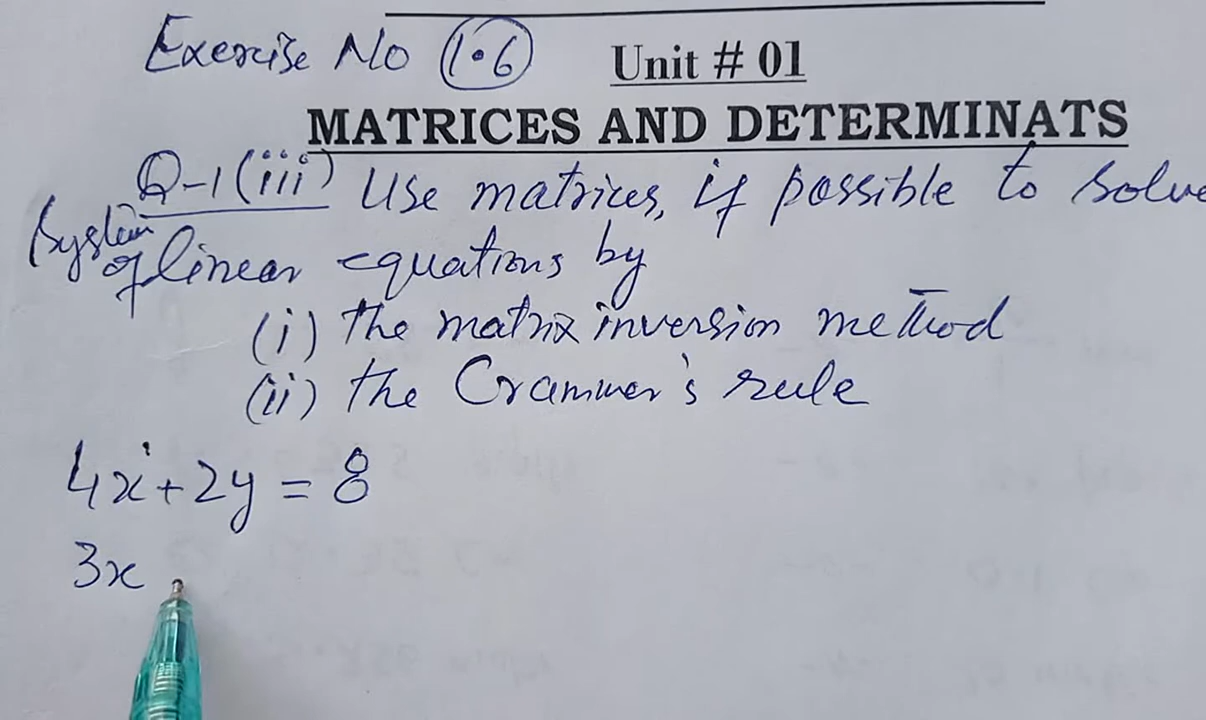 Exercise No 1.6 Unit # 01
MATRICES AND DETERMINATS
Q-1(iii) Use matrices, if possible to solve
System of linear equations by
(i) the matrix inversion method
(ii) the Crammer's rule
4x+2y = 8
3x